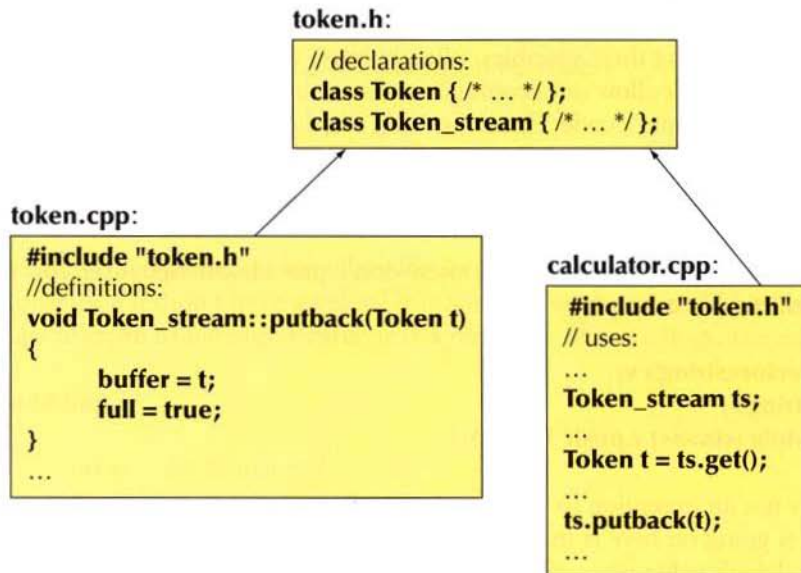 token.h:
// declarations:
class Token { /* … */ };
class Token_stream { /* … */ };
token.cpp:
#include "token.h"
//definitions:
void Token_stream::putback(Token t)
{
buffer = t;
full = true;
}
…
calculator.cpp:
#include "token.h"
// uses:
…
Token_stream ts;
…
Token t = ts.get();
…
ts.putback(t);
…